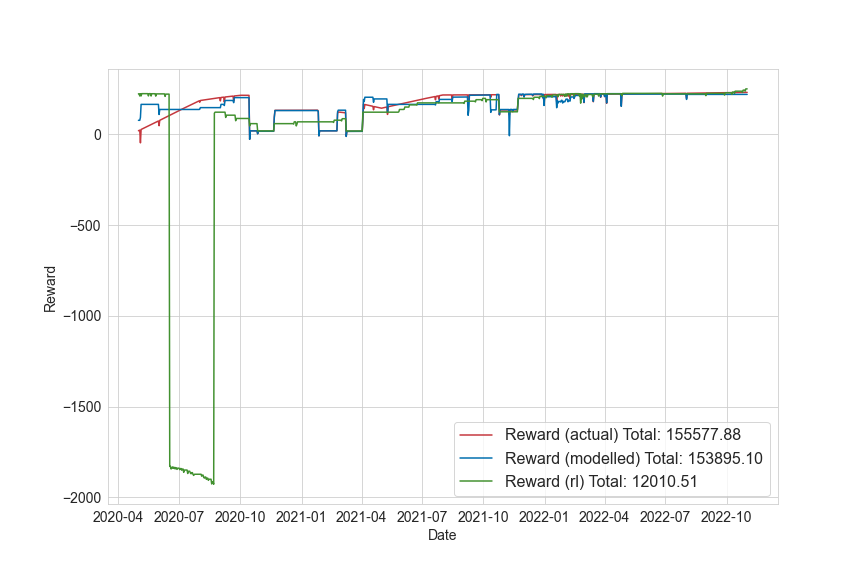 0
−500
−1000
−1500
−2000
Reward
Reward (actual) Total: 155577.88
Reward (modelled) Total: 153895.10
Reward (rl) Total: 12010.51
2020-04 2020-07 2020-10 2021-01 2021-04 2021-07 2021-10 2022-01 2022-04 2022-07 2022-10
Date